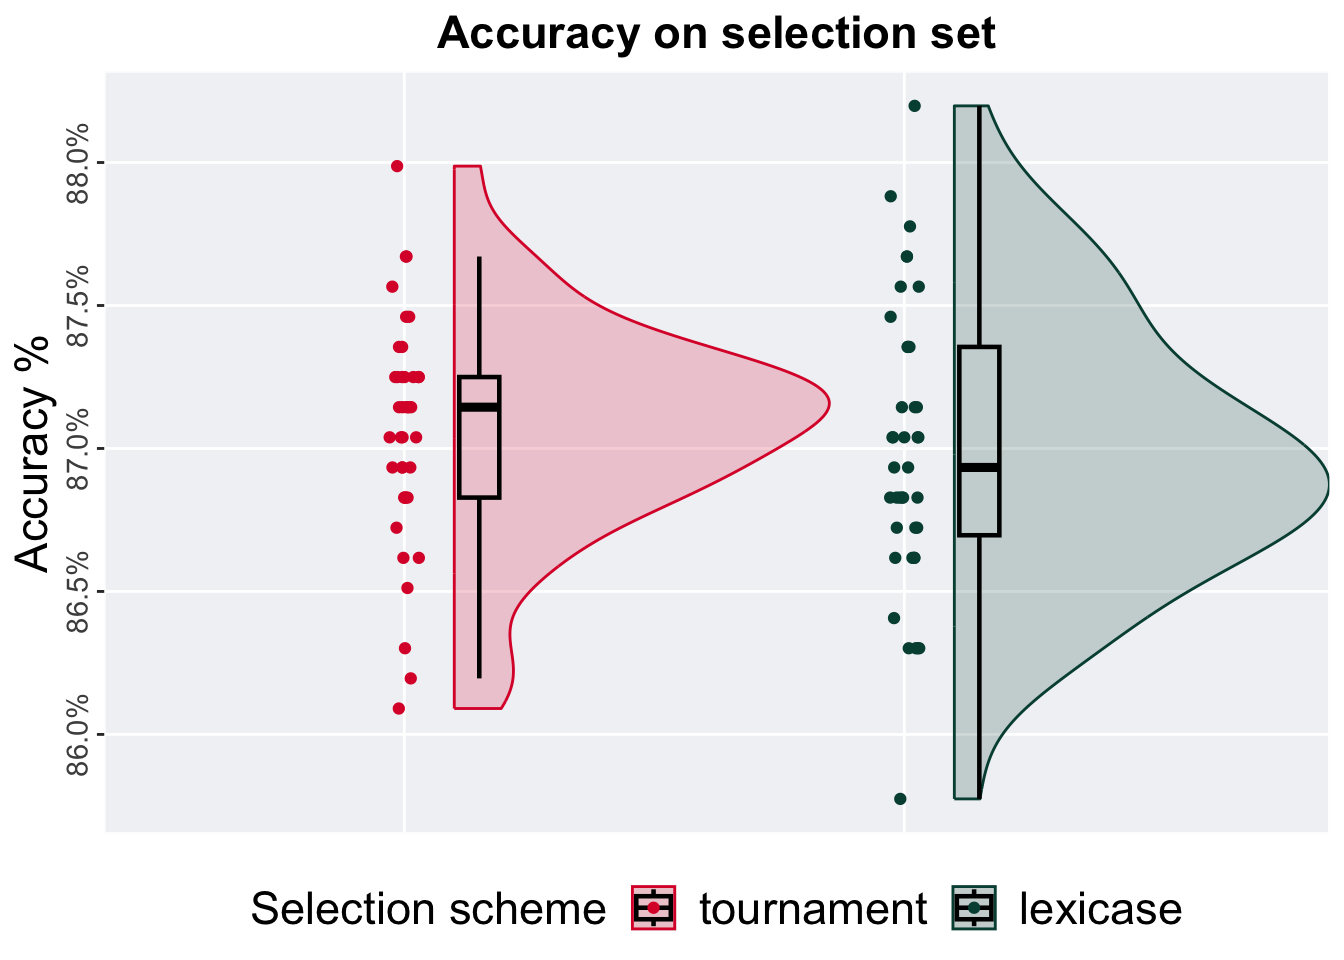 Accuracy on selection set
Accuracy %
88.0%
87.5%
87.0%
86.5%
86.0%
Selection scheme tournament lexicase